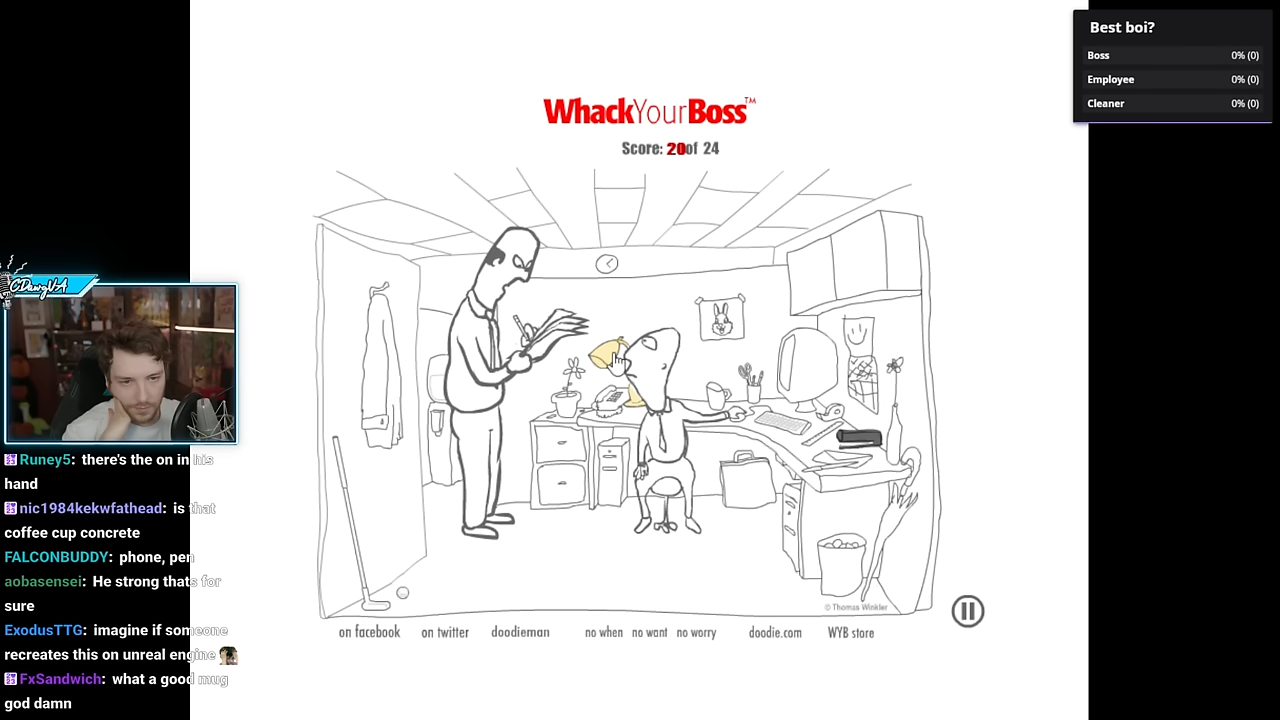 Best boi?
Boss 0% (0)
Employee 0% (0)
Cleaner 0% (0)
WhackYourBoss™
Score: 20of 24
CDawgVA
Runey5: there's the on in his
hand
nic1984kekwfathead: is that
coffee cup concrete
FALCONBUDDY: phone, pen
aobasensei: He strong thats for
sure
ExodusTTG: imagine if someone
recreates this on unreal engine
FxSandwich: what a good mug
god damn
© Thomas Winkler
on facebook on twitter doodieman no when no want no worry doodie.com WYB store